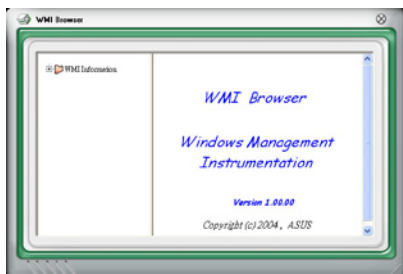 WMI Browser
WMI Information
WMI Browser
Windows Management
Instrumentation
Version 1.00.00
Copyright (c) 2004 , ASUS